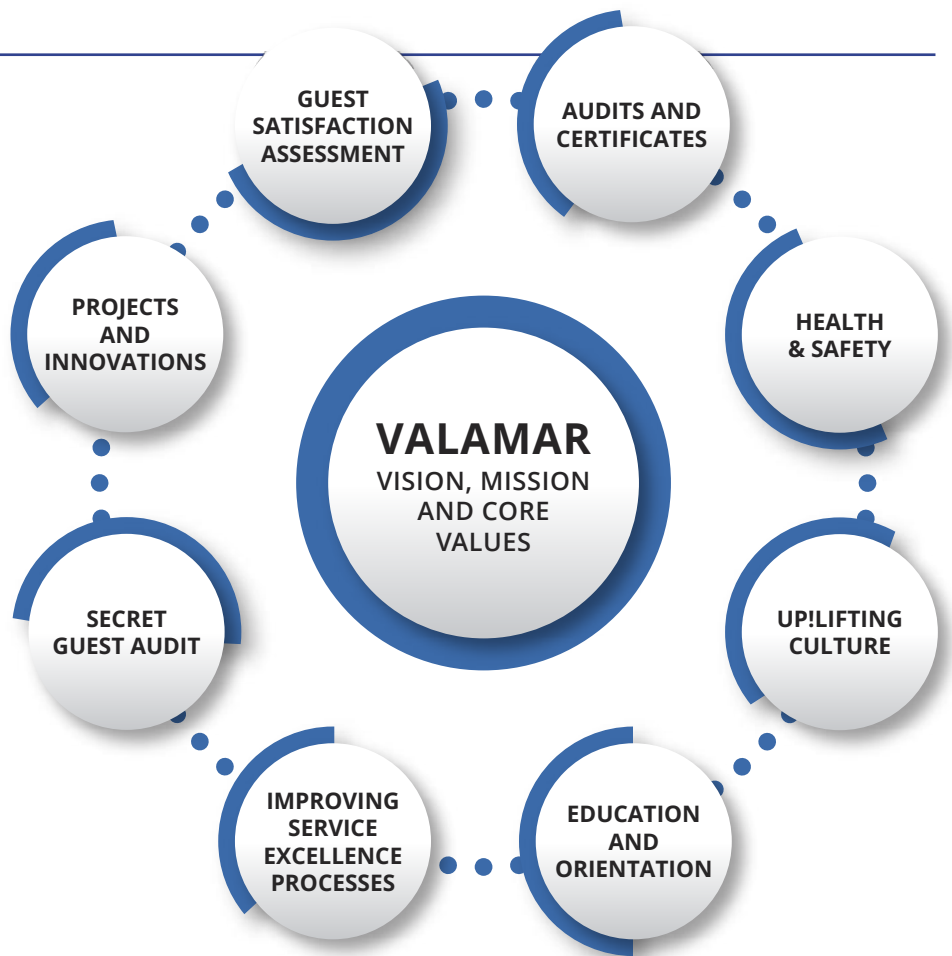 GUEST
SATISFACTION
ASSESSMENT
AUDITS AND
CERTIFICATES
PROJECTS
AND
INNOVATIONS
HEALTH
& SAFETY
VALAMAR
VISION, MISSION
AND CORE
VALUES
SECRET
GUEST AUDIT
UP!LIFTING
CULTURE
IMPROVING
SERVICE
EXCELLENCE
PROCESSES
EDUCATION
AND
ORIENTATION